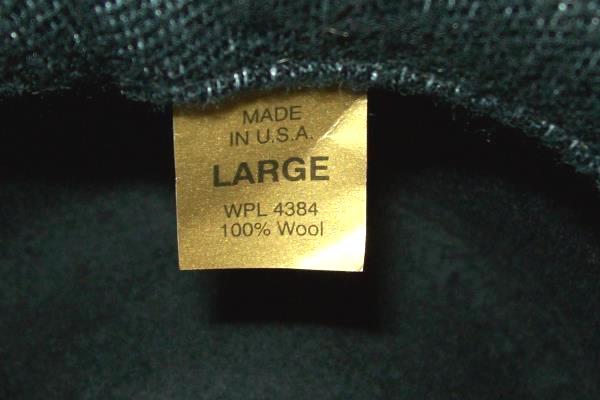 MADE
IN U.S.A.
LARGE
WPL 4384
100% Wool